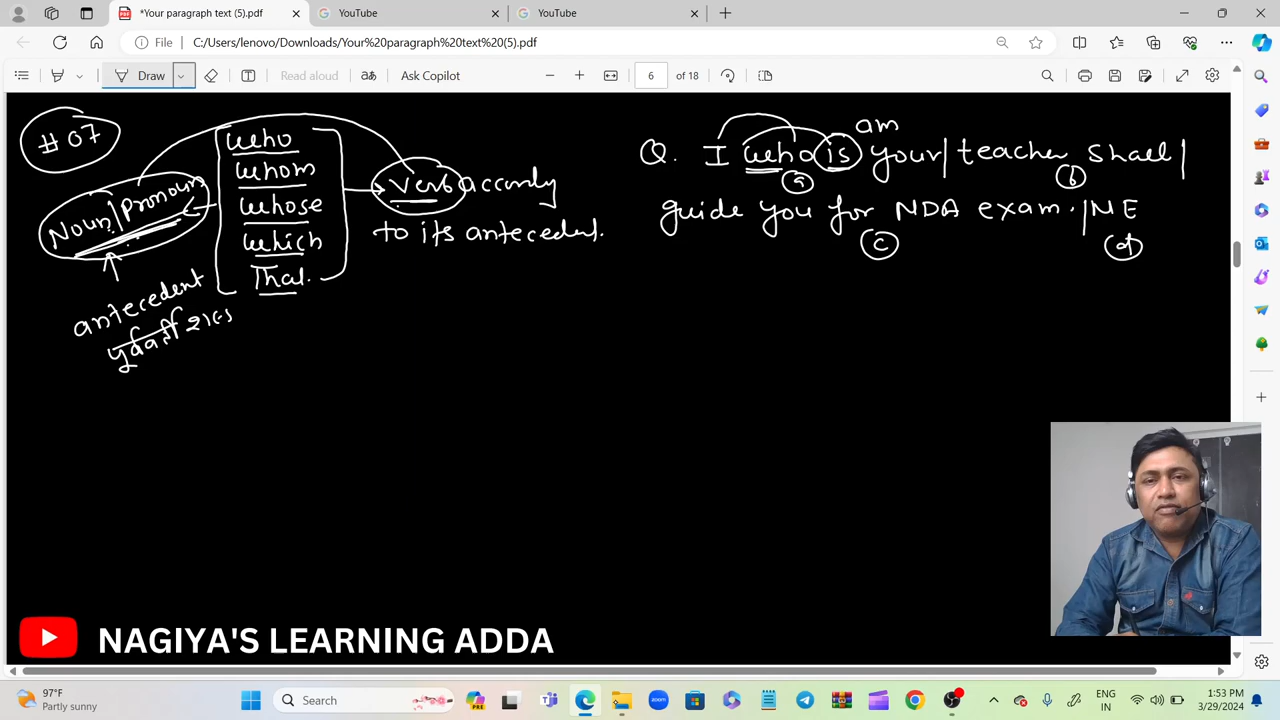 *Your paragraph text (5).pdf
YouTube
YouTube
File
C:/Users/lenovo/Downloads/Your%20paragraph%20text%20(5).pdf
Draw
Read aloud
Ask Copilot
6 of 18
# 07
who
whom
whose
which
That.
Noun/Pronoun
Verb
to its antecedent.
antecedent
Q. I who is your/ teacher shall/
am
a
b
guide you for NDA exam./NE
c
d
NAGIYA'S LEARNING ADDA
97°F
Partly sunny
Search
ENG
IN
1:53 PM
3/29/2024